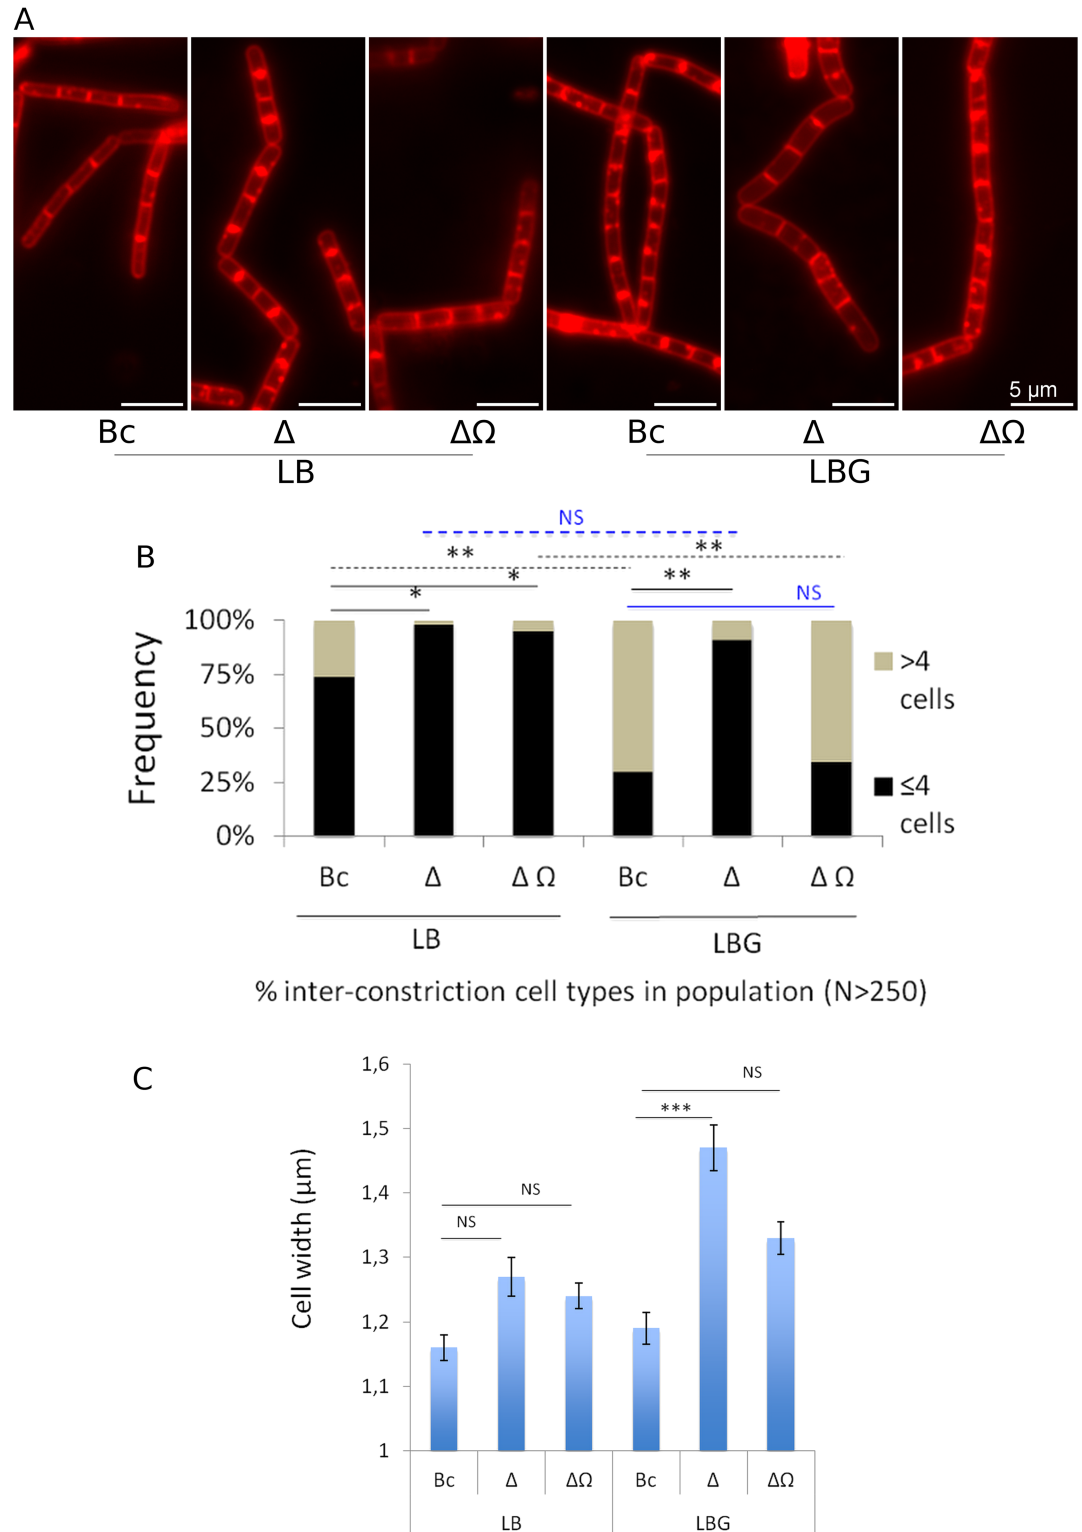 A
5 µm
Bc Δ ΔΩ Bc Δ ΔΩ
LB LBG
B
NS
** **
* **
* NS
Frequency
100%
75%
50%
25%
0%
>4
cells
≤4
cells
Bc Δ Δ Ω Bc Δ Δ Ω
LB LBG
% inter-constriction cell types in population (N>250)
C
Cell width (µm)
1,6
1,5
1,4
1,3
1,2
1,1
1
NS
***
NS
NS
Bc Δ ΔΩ Bc Δ ΔΩ
LB LBG